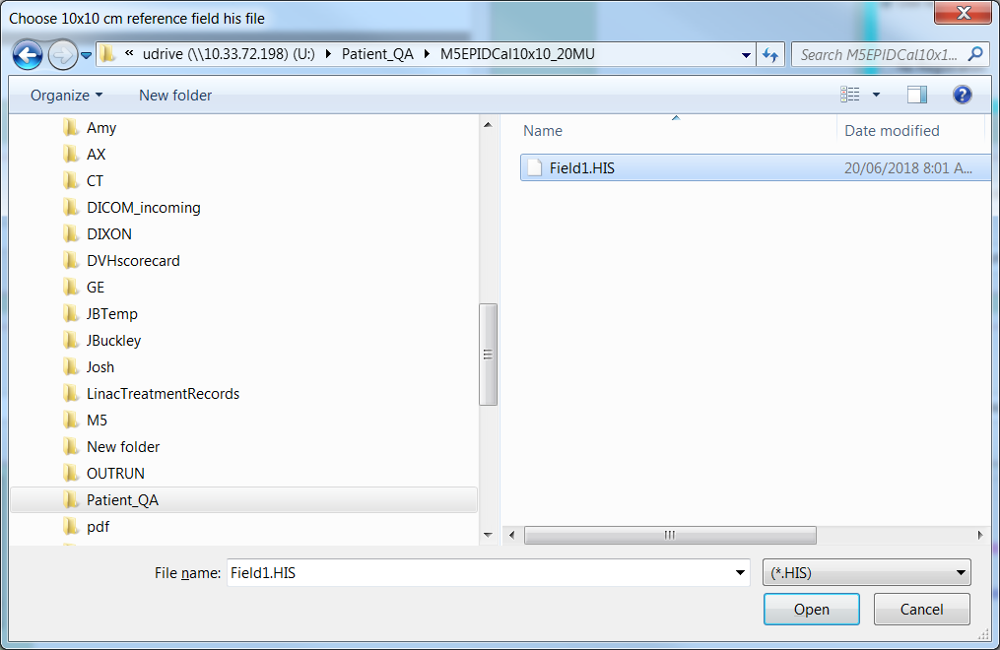 Choose 10x10 cm reference field his file
« udrive (\\10.33.72.198) (U:) Patient_QA M5EPIDCal10x10_20MU Search M5EPIDCal10x1...
Organize New folder ?
Name Date modified
Amy
AX
CT
DICOM_incoming
DIXON
DVHscorecard
GE
JBTemp
JBuckley
Josh
LinacTreatmentRecords
M5
New folder
OUTRUN
Patient_QA
pdf
Field1.HIS 20/06/2018 8:01 A...
File name: Field1.HIS (*.HIS)
Open Cancel